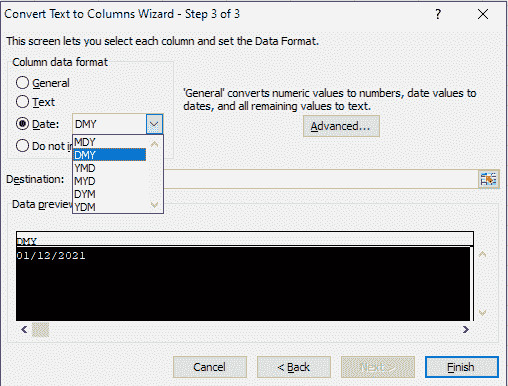 Convert Text to Columns Wizard - Step 3 of 3
? ×
This screen lets you select each column and set the Data Format.
Column data format
General
Text
Date: DMY
MDY
DMY
YMD
MYD
DYM
YDM
Do not i
'General' converts numeric values to numbers, date values to
dates, and all remaining values to text.
Advanced...
Destination:
Data preview
DMY
01/12/2021
Cancel
< Back
Next >
Finish